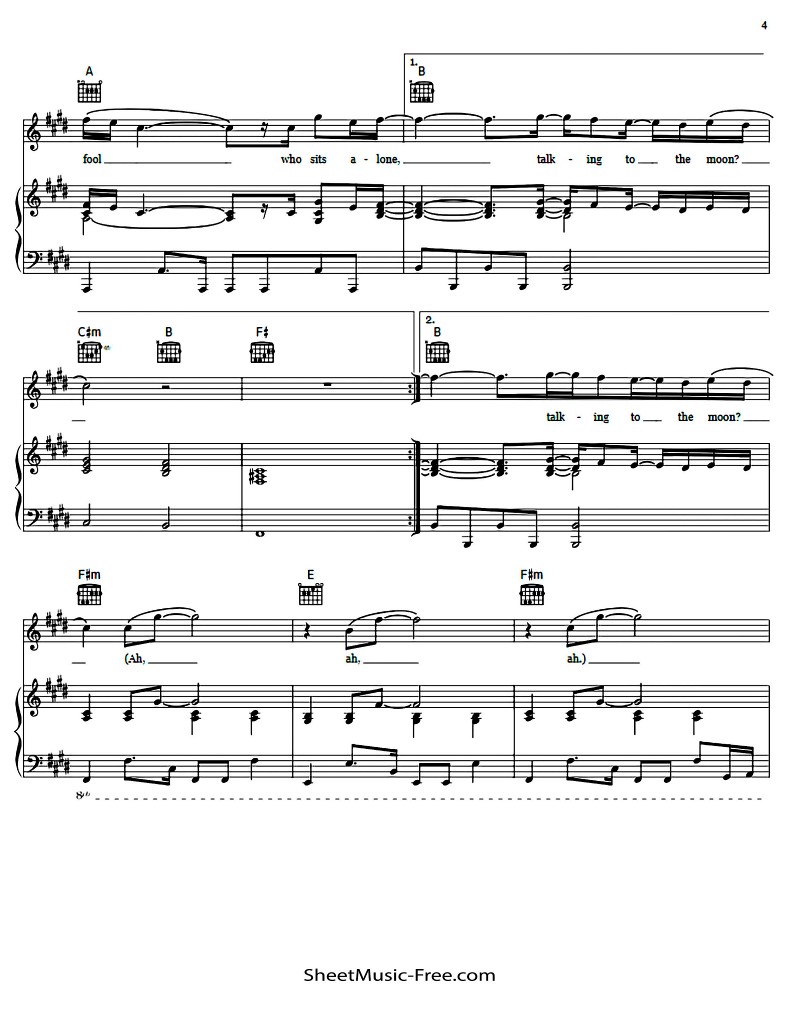 4
1.
A B
fool who sits a - lone, talk - ing to the moon?
2.
C♯m B F♯ B
talk - ing to the moon?
F♯m E F♯m
(Ah, ah, ah.)
8vb
SheetMusic-Free.com